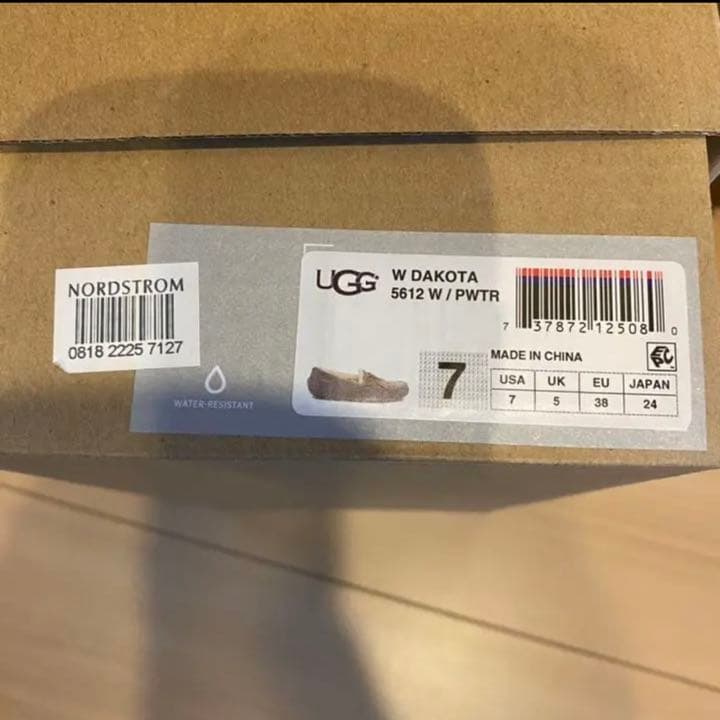 NORDSTROM
0818 2225 7127
WATER-RESISTANT
UGG
W DAKOTA
5612 W / PWTR
7 37872 12508 0
7
MADE IN CHINA
USA UK EU JAPAN
7 5 38 24